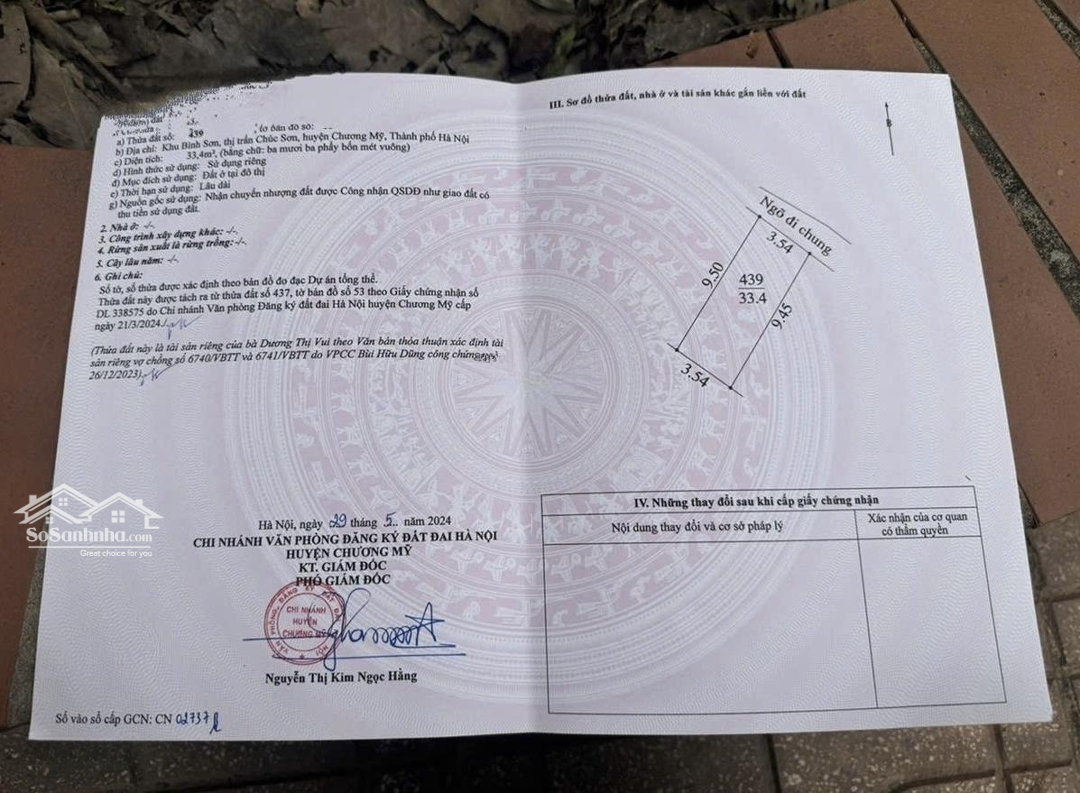 a) Thửa đất số: 439
b) Địa chỉ: Khu Bình Sơn, thị trấn Chúc Sơn, huyện Chương Mỹ, Thành phố Hà Nội
c) Diện tích: 33,4m², (bằng chữ: ba mươi ba phẩy bốn mét vuông)
d) Hình thức sử dụng: Sử dụng riêng
đ) Mục đích sử dụng: Đất ở tại đô thị
e) Thời hạn sử dụng: Lâu dài
g) Nguồn gốc sử dụng: Nhận chuyển nhượng đất được Công nhận QSDĐ như giao đất có
thu tiền sử dụng đất.
2. Nhà ở: -/-
3. Công trình xây dựng khác: -/-
4. Rừng sản xuất là rừng trồng: -/-
5. Cây lâu năm: -/-
6. Ghi chú:
Số tờ, số thửa được xác định theo bản đồ đo đạc Dự án tổng thể.
Thửa đất này được tách ra từ thửa đất số 437, tờ bản đồ số 53 theo Giấy chứng nhận số
DL 338575 do Chi nhánh Văn phòng Đăng ký đất đai Hà Nội huyện Chương Mỹ cấp
ngày 21/3/2024./.
(Thửa đất này là tài sản riêng của bà Dương Thị Vui theo Văn bản thỏa thuận xác định tài
sản riêng vợ chồng số 6740/VBTT và 6741/VBTT do VPCC Bùi Hữu Dũng công chứng
26/12/2023)
Hà Nội, ngày 29 tháng 5 năm 2024
CHI NHÁNH VĂN PHÒNG ĐĂNG KÝ ĐẤT ĐAI HÀ NỘI
HUYỆN CHƯƠNG MỸ
KT. GIÁM ĐỐC
PHÓ GIÁM ĐỐC
CHI NHÁNH
HUYỆN
CHƯƠNG MỸ
Nguyễn Thị Kim Ngọc Hằng
Số vào sổ cấp GCN: CN 02737
III. Sơ đồ thửa đất, nhà ở và tài sản khác gắn liền với đất
B
Ngõ đi chung
3.54
9.50
439
33.4
9.45
3.54
IV. Những thay đổi sau khi cấp giấy chứng nhận
Nội dung thay đổi và cơ sở pháp lý
Xác nhận của cơ quan
có thẩm quyền
SoSanhnha.com
Great choice for you